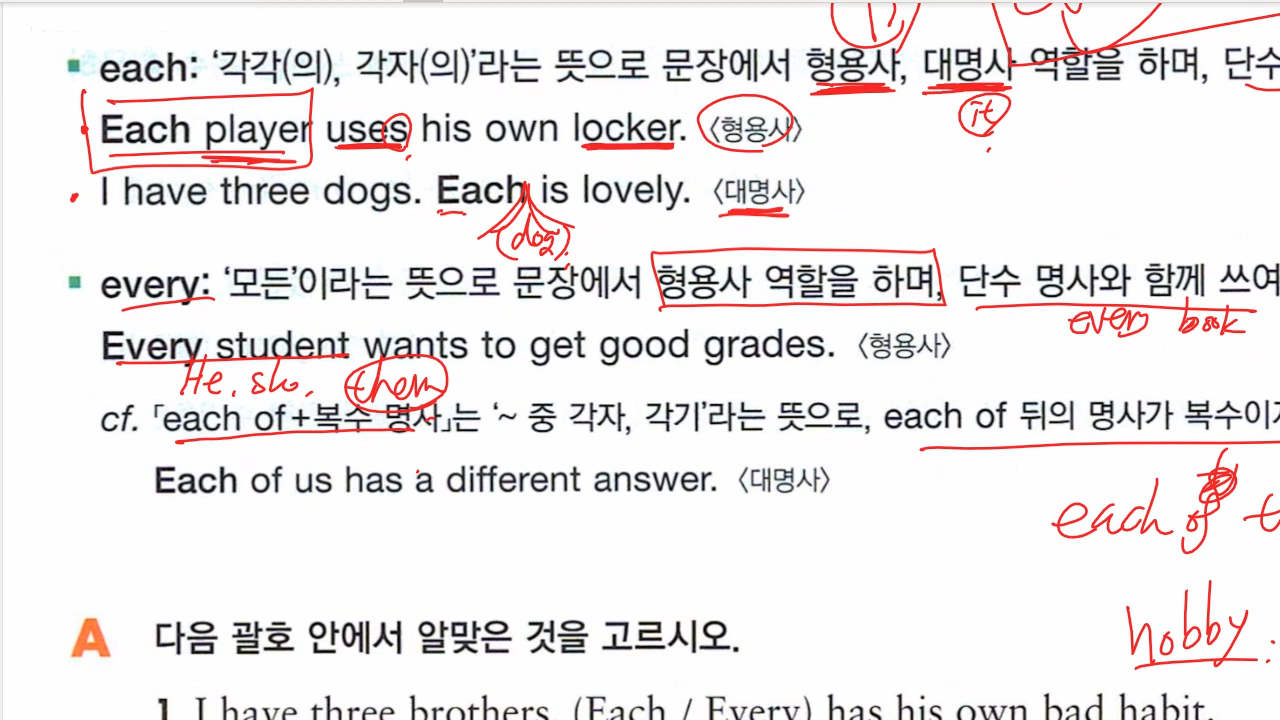 each: ‘각각(의), 각자(의)’라는 뜻으로 문장에서 형용사, 대명사 역할을 하며, 단수
it
Each player uses his own locker. 〈형용사〉
I have three dogs. Each is lovely. 〈대명사〉
(dog)
every: ‘모든’이라는 뜻으로 문장에서 형용사 역할을 하며, 단수 명사와 함께 쓰여
every book
Every student wants to get good grades. 〈형용사〉
He. she. them
cf. 「each of+복수 명사」는 ‘~ 중 각자, 각기’라는 뜻으로, each of 뒤의 명사가 복수이지
Each of us has a different answer. 〈대명사〉
each of
hobby.
A 다음 괄호 안에서 알맞은 것을 고르시오.
1 I have three brothers. (Each / Every) has his own bad habit.